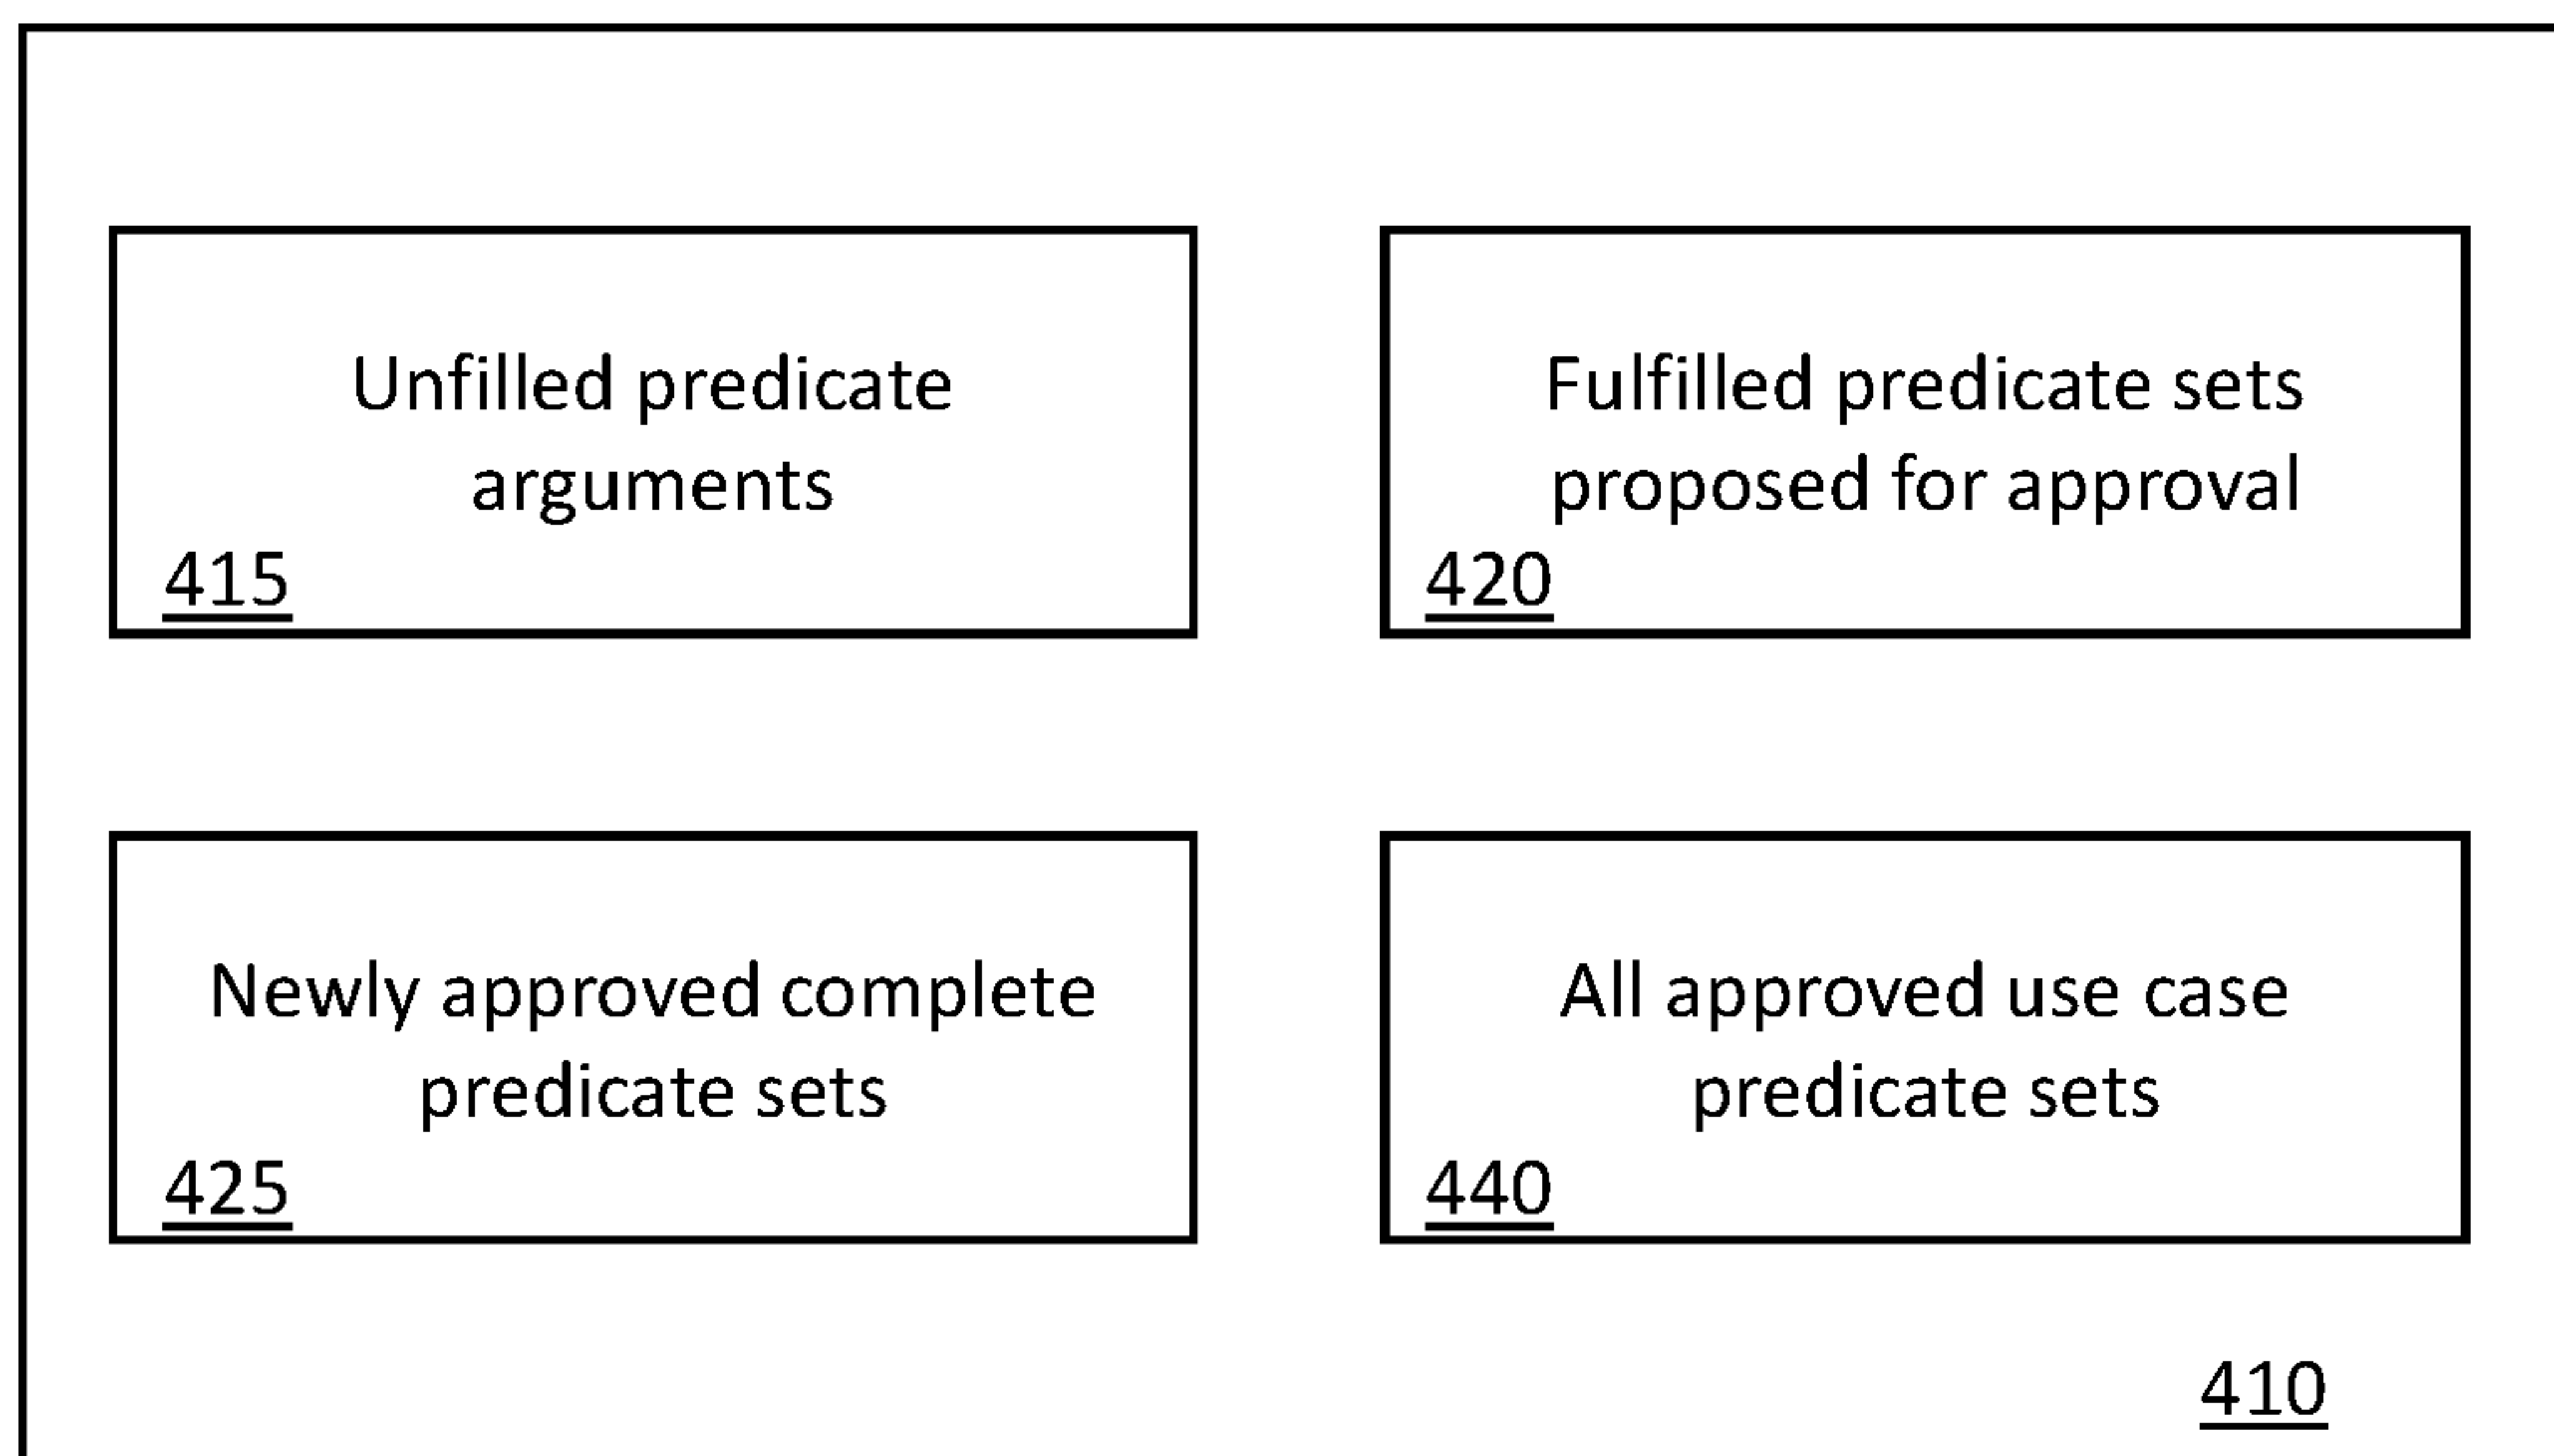 Unfilled predicate
arguments
415
Fulfilled predicate sets
proposed for approval
420
Newly approved complete
predicate sets
425
All approved use case
predicate sets
440
410